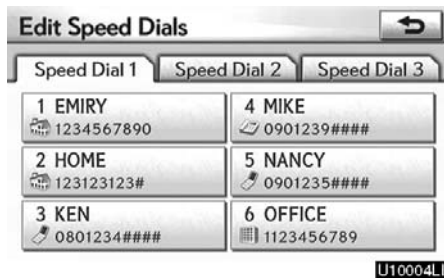 Edit Speed Dials
Speed Dial 1 Speed Dial 2 Speed Dial 3
1 EMIRY
1234567890
4 MIKE
0901239####
2 HOME
123123123#
5 NANCY
0901235####
3 KEN
0801234####
6 OFFICE
1123456789
U10004L